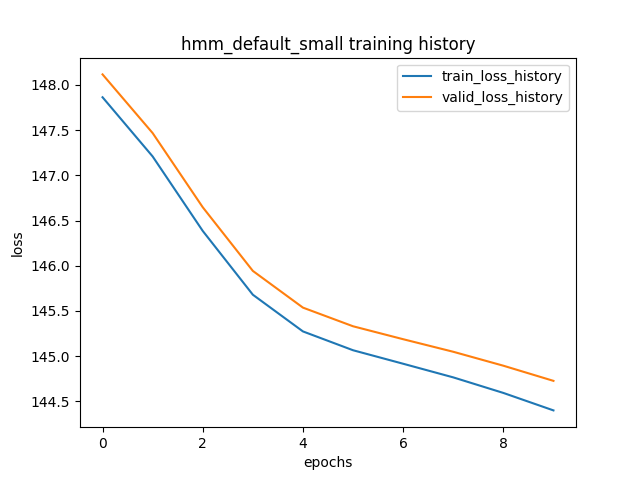 hmm_default_small training history
train_loss_history
valid_loss_history
148.0
147.5
147.0
146.5
146.0
145.5
145.0
144.5
loss
0 2 4 6 8
epochs